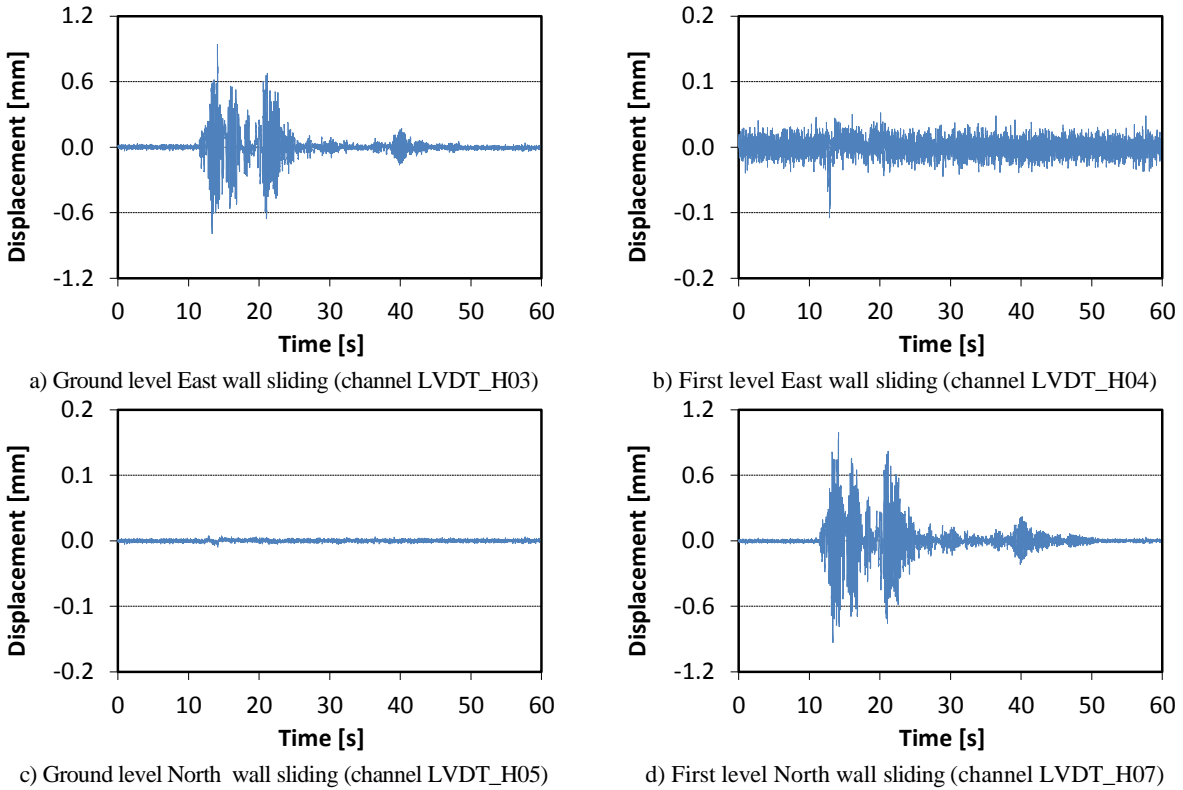 Displacement [mm]
1.2
0.6
0.0
-0.6
-1.2
0 10 20 30 40 50 60
Time [s]
a) Ground level East wall sliding (channel LVDT_H03)
Displacement [mm]
0.2
0.1
0.0
-0.1
-0.2
0 10 20 30 40 50 60
Time [s]
b) First level East wall sliding (channel LVDT_H04)
Displacement [mm]
0.2
0.1
0.0
-0.1
-0.2
0 10 20 30 40 50 60
Time [s]
c) Ground level North wall sliding (channel LVDT_H05)
Displacement [mm]
1.2
0.6
0.0
-0.6
-1.2
0 10 20 30 40 50 60
Time [s]
d) First level North wall sliding (channel LVDT_H07)